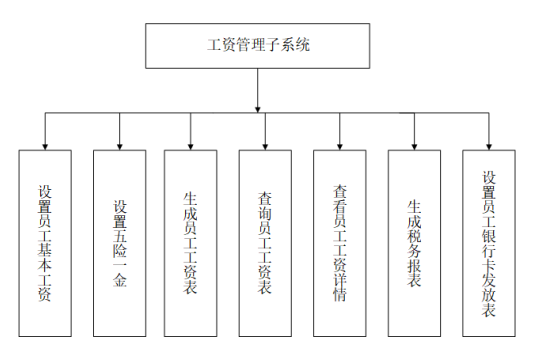 工资管理子系统
设置员工基本工资
设置五险一金
生成员工工资表
查询员工工资表
查看员工工资详情
生成税务报表
设置员工银行卡发放表